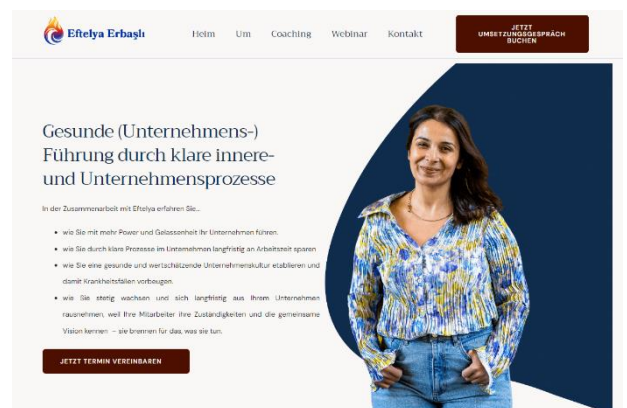 Eftelya Erbaşlı
Heim Um Coaching Webinar Kontakt
JETZT
UMSETZUNGSGESPRÄCH
BUCHEN
Gesunde (Unternehmens-)
Führung durch klare innere-
und Unternehmensprozesse
In der Zusammenarbeit mit Eftelya erfahren Sie...
• wie Sie mit mehr Power und Gelassenheit Ihr Unternehmen führen.
• wie Sie durch klare Prozesse im Unternehmen langfristig an Arbeitszeit sparen
• wie Sie eine gesunde und wertschätzende Unternehmenskultur etablieren und
damit Krankheitsfällen vorbeugen.
• wie Sie stetig wachsen und sich langfristig aus Ihrem Unternehmen
rausnehmen, weil Ihre Mitarbeiter ihre Zuständigkeiten und die gemeinsame
Vision kennen – sie brennen für das, was sie tun.
JETZT TERMIN VEREINBAREN